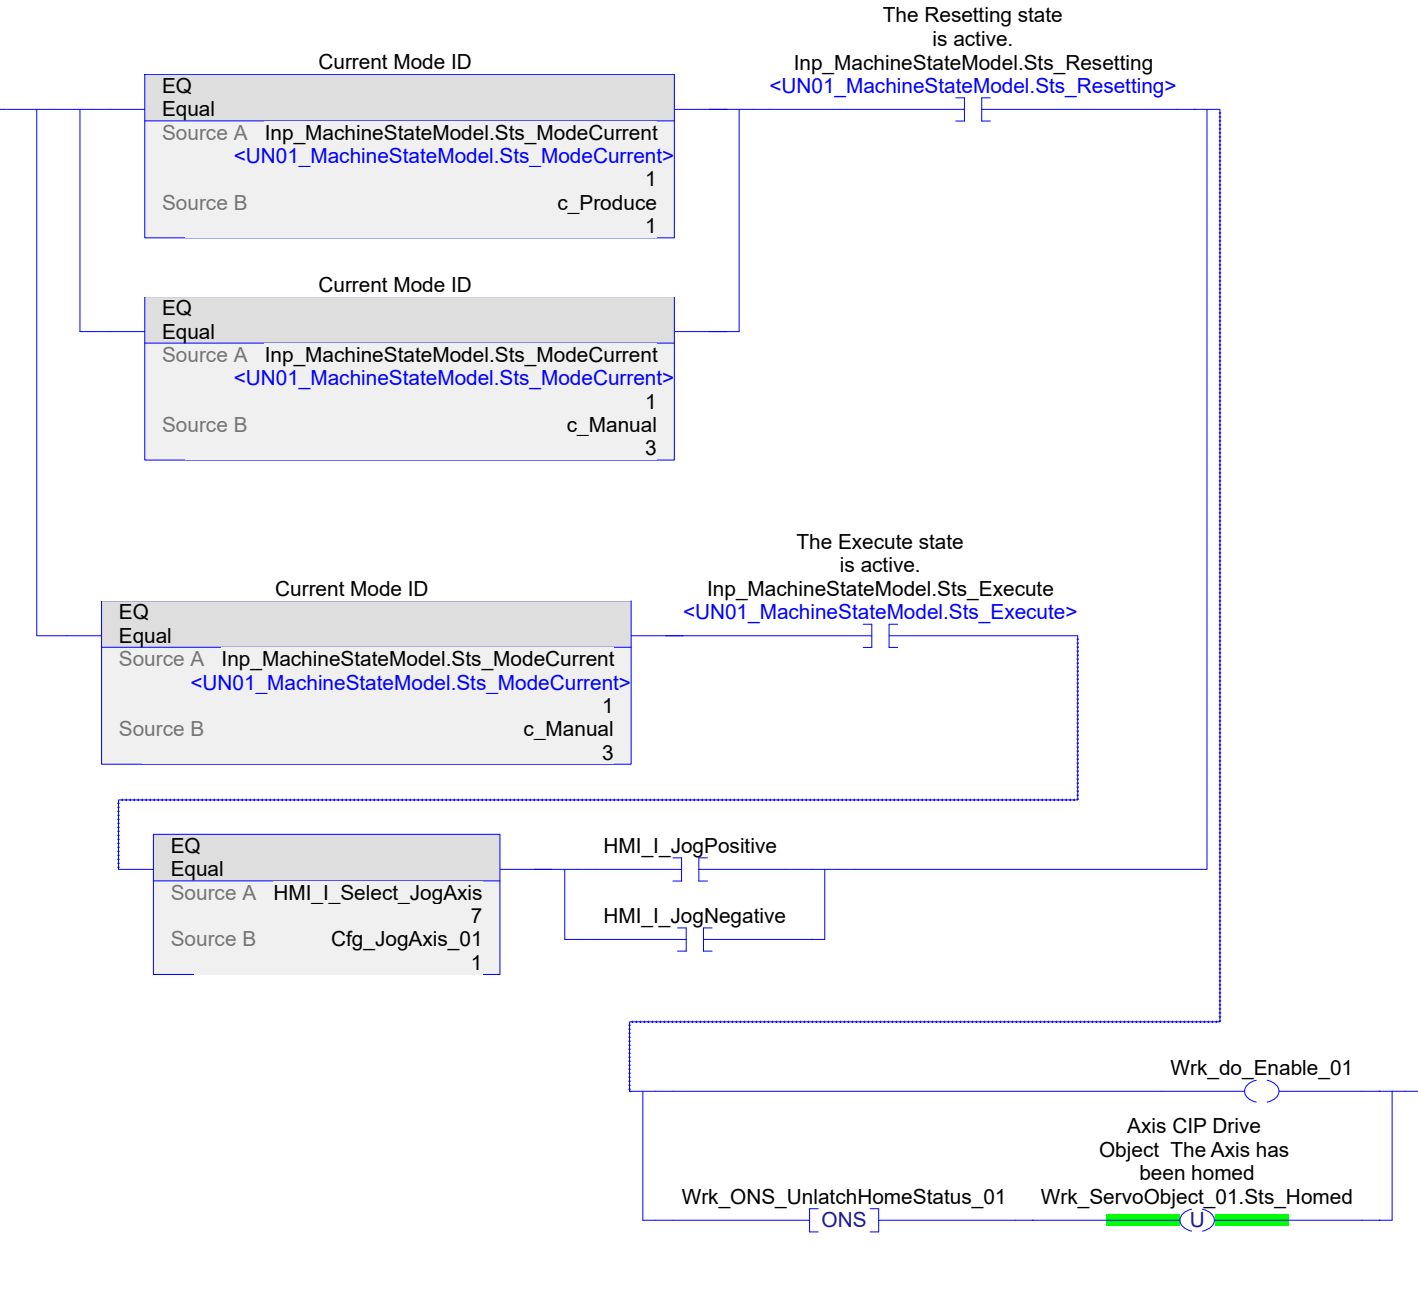 The Resetting state
is active.
Current Mode ID
Inp_MachineStateModel.Sts_Resetting
<UN01_MachineStateModel.Sts_Resetting>
EQ
Equal
Source A Inp_MachineStateModel.Sts_ModeCurrent
<UN01_MachineStateModel.Sts_ModeCurrent>
1
Source B c_Produce
1
Current Mode ID
EQ
Equal
Source A Inp_MachineStateModel.Sts_ModeCurrent
<UN01_MachineStateModel.Sts_ModeCurrent>
1
Source B c_Manual
3
The Execute state
is active.
Current Mode ID
Inp_MachineStateModel.Sts_Execute
<UN01_MachineStateModel.Sts_Execute>
EQ
Equal
Source A Inp_MachineStateModel.Sts_ModeCurrent
<UN01_MachineStateModel.Sts_ModeCurrent>
1
Source B c_Manual
3
EQ
Equal
Source A HMI_I_Select_JogAxis
7
Source B Cfg_JogAxis_01
1
HMI_I_JogPositive
HMI_I_JogNegative
Wrk_do_Enable_01
Axis CIP Drive
Object The Axis has
been homed
Wrk_ONS_UnlatchHomeStatus_01
Wrk_ServoObject_01.Sts_Homed
ONS
U